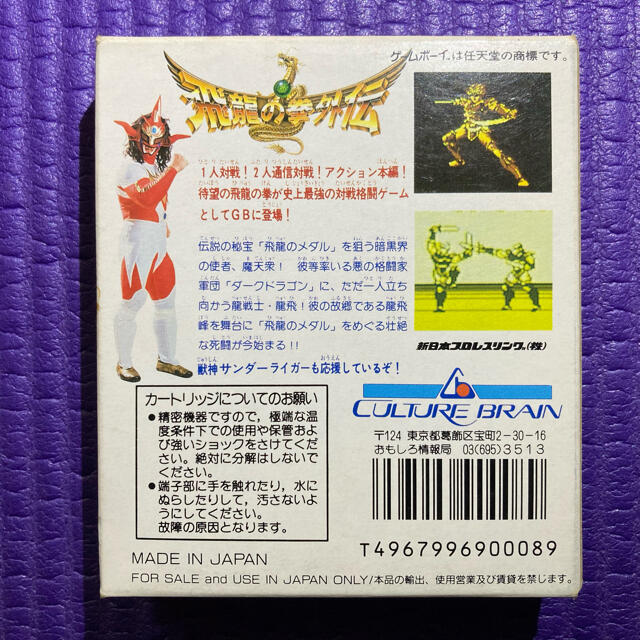 ゲームボーイ.は任天堂の商標です。
飛龍の拳外伝
1人対戦！2人通信対戦！アクション本編！
待望の飛龍の拳が史上最強の対戦格闘ゲーム
としてGBに登場！
伝説の秘宝「飛龍のメダル」を狙う暗黒界
の使者、魔天衆！ 彼等率いる悪の格闘家
軍団「ダークドラゴン」に、ただ一人立ち
向かう龍戦士・龍飛！彼の故郷である龍飛
峰を舞台に「飛龍のメダル」をめぐる壮絶
な死闘が今始まる!!
獣神サンダーライガーも応援しているぞ！
新日本プロレスリング(株)
カートリッジについてのお願い
●精密機器ですので，極端な温
度条件下での使用や保管およ
び強いショックをさけてくだ
さい。絶対に分解はしないで
ください。
●端子部に手を触れたり，水に
ぬらしたりして，汚さないよ
うにしてください。
故障の原因となります。
CULTURE BRAIN
〒124 東京都葛飾区宝町2-30-16
おもしろ情報局 03(695)3513
T4967996900089
MADE IN JAPAN
FOR SALE and USE IN JAPAN ONLY/本品の輸出、使用営業及び賃貸を禁じます。